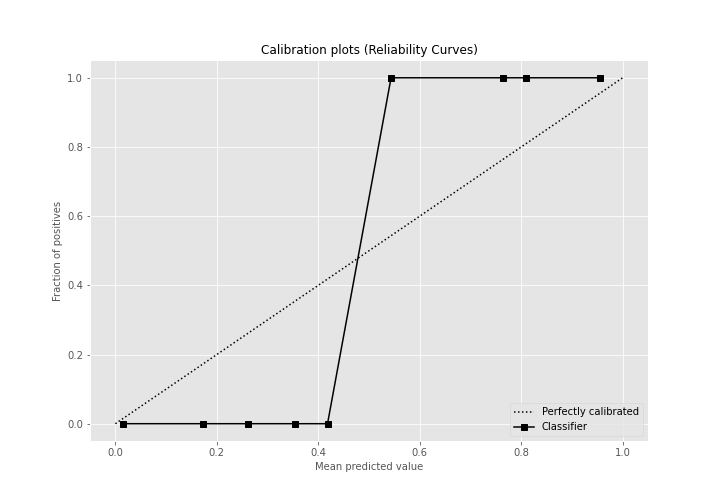 Calibration plots (Reliability Curves)
1.0
0.8
0.6
0.4
0.2
0.0
Fraction of positives
0.0 0.2 0.4 0.6 0.8 1.0
Mean predicted value
Perfectly calibrated
Classifier